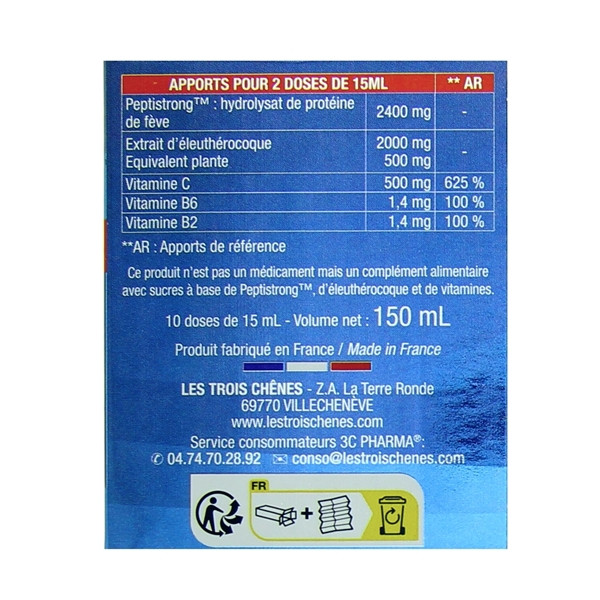 APPORTS POUR 2 DOSES DE 15ML ** AR
Peptistrong™ : hydrolysat de protéine de fève 2400 mg -
Extrait d'éleuthérocoque 2000 mg
Equivalent plante 500 mg -
Vitamine C 500 mg 625 %
Vitamine B6 1,4 mg 100 %
Vitamine B2 1,4 mg 100 %
**AR : Apports de référence
Ce produit n'est pas un médicament mais un complément alimentaire
avec sucres à base de Peptistrong™, d'éleuthérocoque et de vitamines.
10 doses de 15 mL - Volume net : 150 mL
Produit fabriqué en France / Made in France
LES TROIS CHÊNES - Z.A. La Terre Ronde
69770 VILLECHENÈVE
www.lestroischenes.com
Service consommateurs 3C PHARMA®:
✆ 04.74.70.28.92 ✉ conso@lestroischenes.com
FR
+